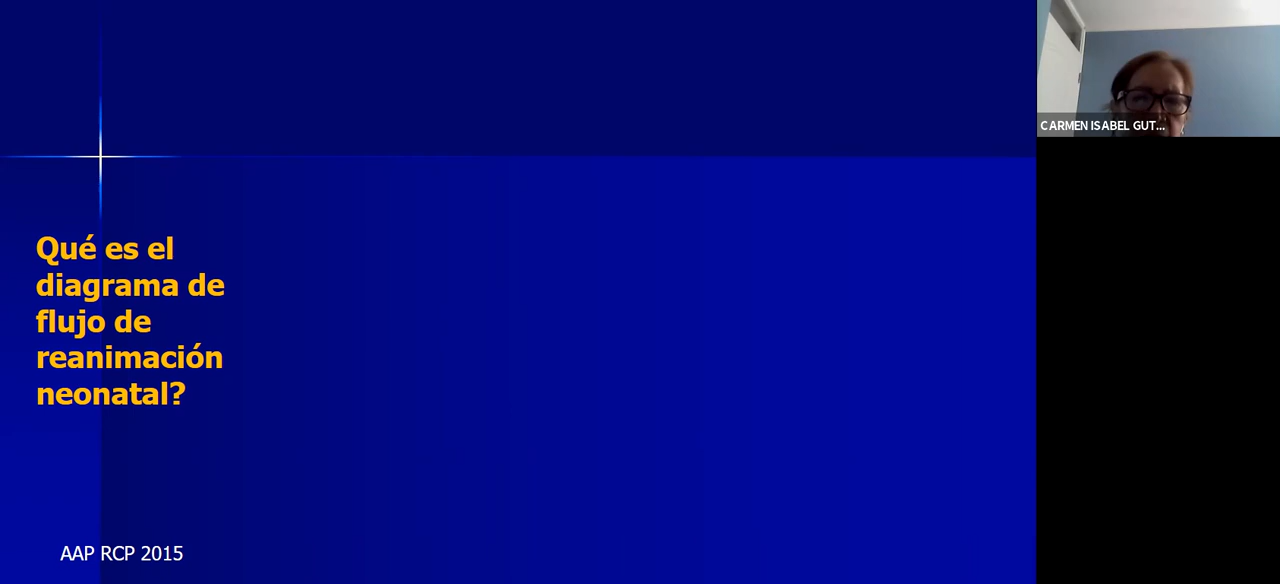 CARMEN ISABEL GUT...
Qué es el
diagrama de
flujo de
reanimación
neonatal?
AAP RCP 2015